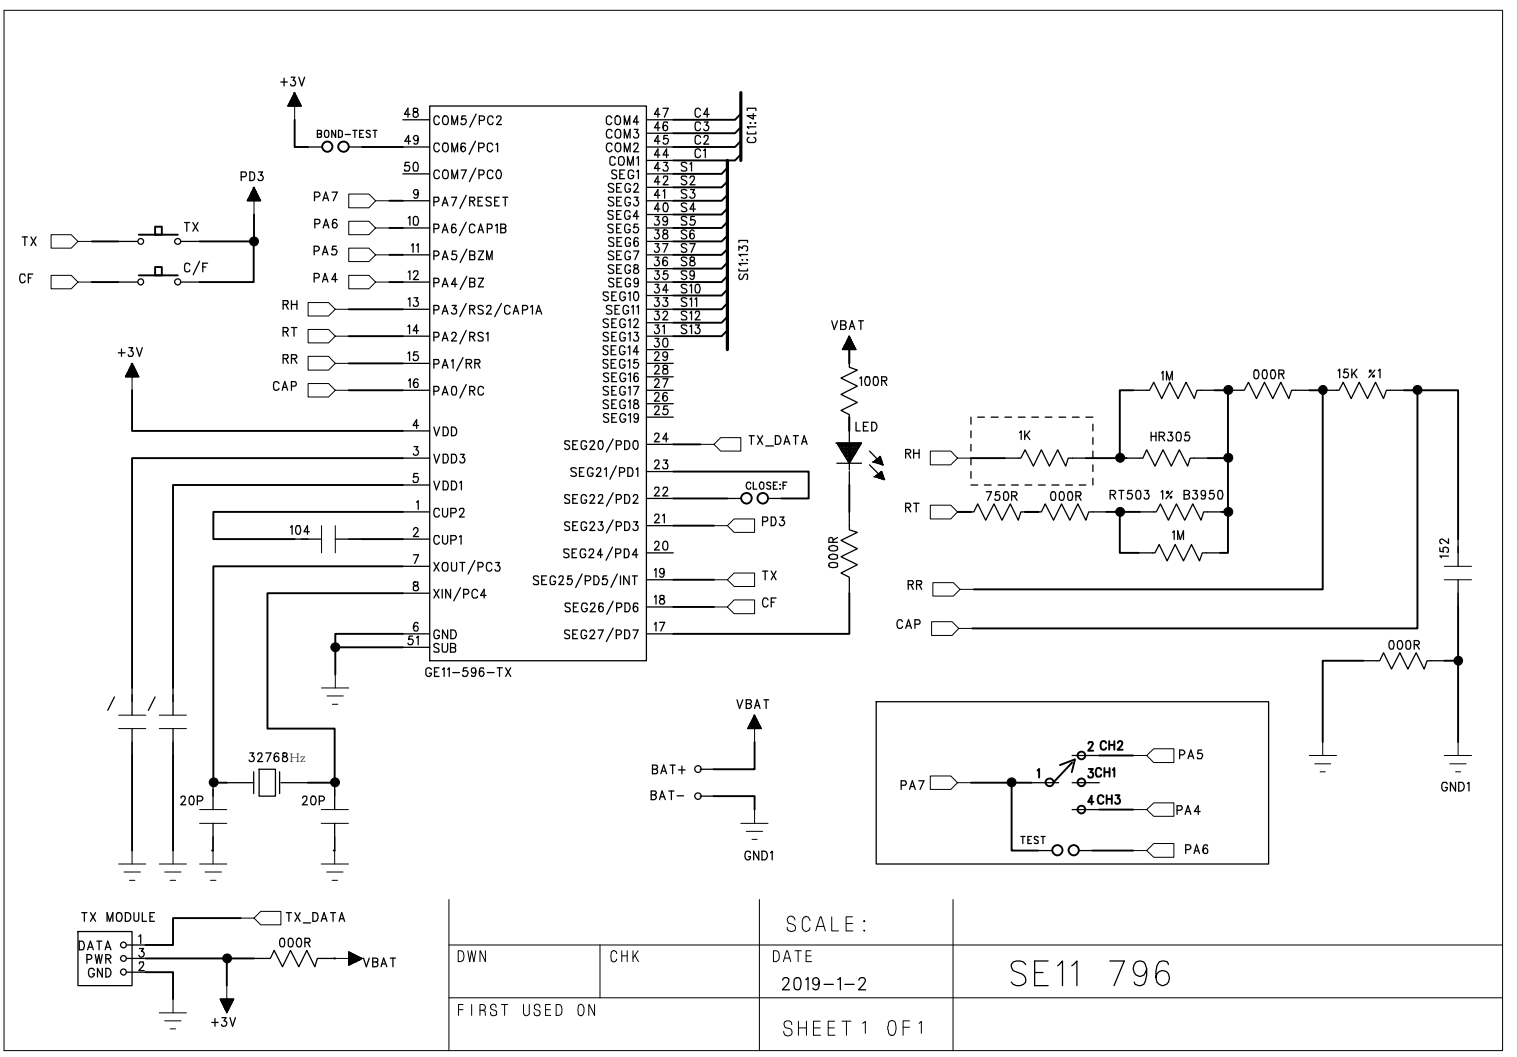 +3V
BOND-TEST
PD3
TX
TX
CF
C/F
PA7
PA6
PA5
PA4
RH
RT
RR
CAP
+3V
48 COM5/PC2
49 COM6/PC1
50 COM7/PC0
9 PA7/RESET
10 PA6/CAP1B
11 PA5/BZM
12 PA4/BZ
13 PA3/RS2/CAP1A
14 PA2/RS1
15 PA1/RR
16 PA0/RC
4 VDD
3 VDD3
5 VDD1
1 CUP2
104
2 CUP1
7 XOUT/PC3
8 XIN/PC4
6 GND
51 SUB
GE11-596-TX
COM4 47 C4
COM3 46 C3
COM2 45 C2
COM1 44 C1
C[1:4]
SEG1 43 S1
SEG2 42 S2
SEG3 41 S3
SEG4 40 S4
SEG5 39 S5
SEG6 38 S6
SEG7 37 S7
SEG8 36 S8
SEG9 35 S9
SEG10 34 S10
SEG11 33 S11
SEG12 32 S12
SEG13 31 S13
S[1:13]
SEG14 30
SEG15 29
SEG16 28
SEG17 27
SEG18 26
SEG19 25
SEG20/PD0 24 TX_DATA
SEG21/PD1 23
SEG22/PD2 22 CLOSE:F
SEG23/PD3 21 PD3
SEG24/PD4 20
SEG25/PD5/INT 19 TX
SEG26/PD6 18 CF
SEG27/PD7 17
VBAT
100R
LED
000R
1M
000R
15K %1
1K
HR305
RH
750R
000R
RT503 1% B3950
RT
1M
152
RR
CAP
000R
GND1
32768Hz
20P
20P
VBAT
BAT+
BAT-
GND1
2 CH2
PA5
PA7
1
3CH1
4 CH3
PA4
TEST
PA6
TX MODULE
TX_DATA
DATA 1
PWR 3
GND 2
000R
VBAT
+3V
SCALE:
DWN
CHK
DATE
2019-1-2
SE11 796
FIRST USED ON
SHEET 1 OF 1